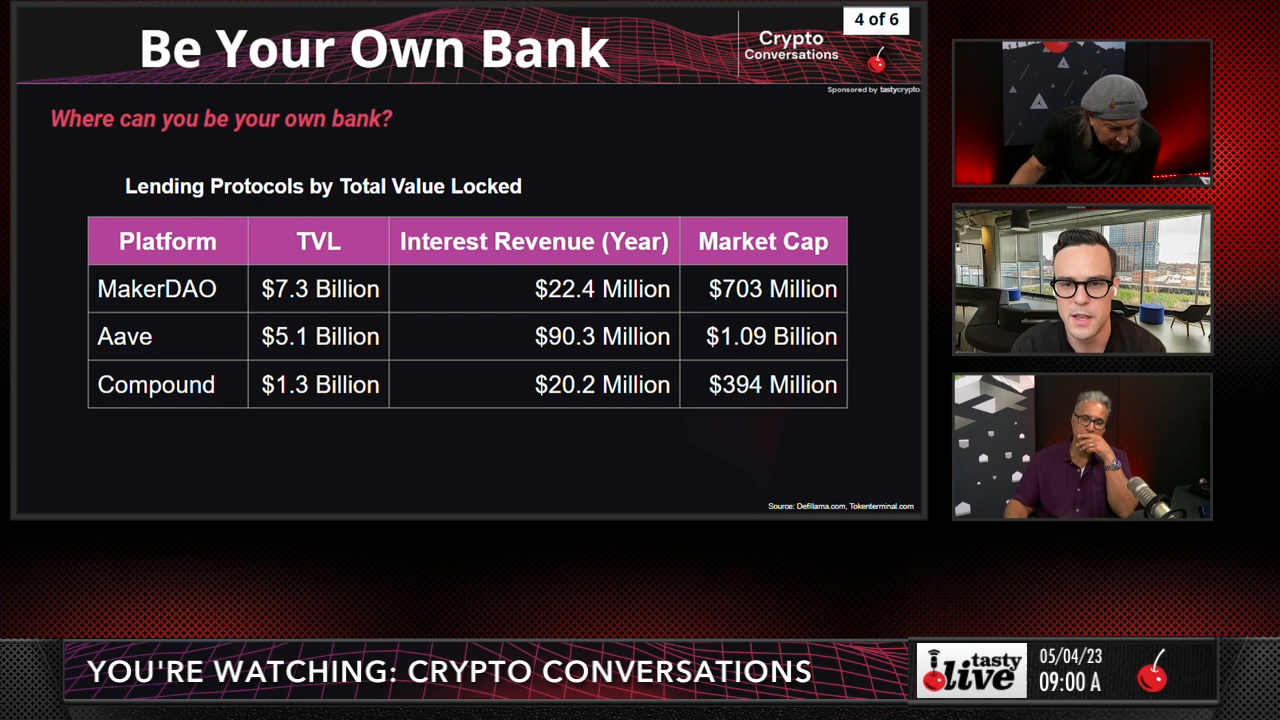 Be Your Own Bank
Crypto
Conversations
4 of 6
Sponsored by tastycrypto
Where can you be your own bank?
Lending Protocols by Total Value Locked
Platform TVL Interest Revenue (Year) Market Cap
MakerDAO $7.3 Billion $22.4 Million $703 Million
Aave $5.1 Billion $90.3 Million $1.09 Billion
Compound $1.3 Billion $20.2 Million $394 Million
Source: Defillama.com, Tokenterminal.com
YOU'RE WATCHING: CRYPTO CONVERSATIONS
tasty
live
05/04/23
09:00 A